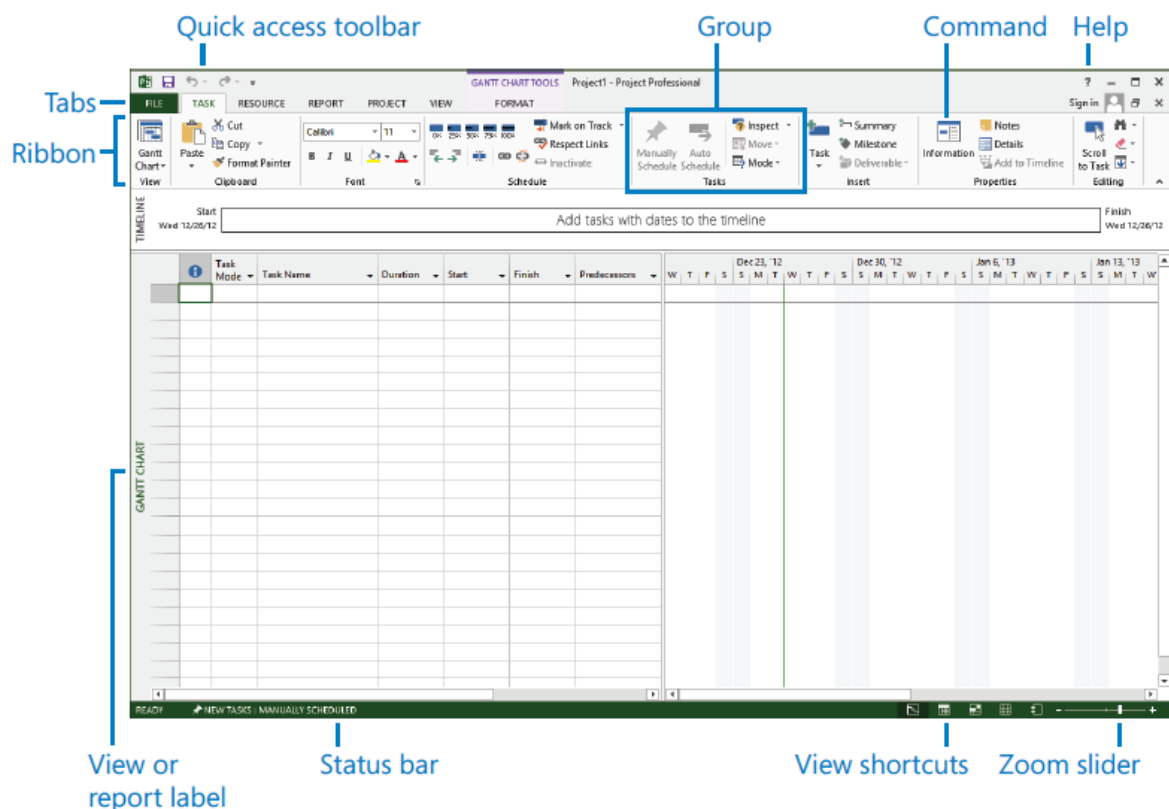 Quick access toolbar Group Command Help
GANTT CHART TOOLS Project1 - Project Professional ?
Tabs
FILE TASK RESOURCE REPORT PROJECT VIEW FORMAT Sign in
Ribbon
Gantt Chart
View
Paste
Cut
Copy
Format Painter
Clipboard
Calibri 11
B I U A
Font
0% 25% 50% 75% 100%
Mark on Track
Respect Links
Inactivate
Schedule
Manually Schedule
Auto Schedule
Inspect
Move
Mode
Tasks
Task
Summary
Milestone
Deliverable
Insert
Information
Notes
Details
Add to Timeline
Properties
Scroll to Task
Editing
TIMELINE
Start
Wed 12/26/12
Add tasks with dates to the timeline
Finish
Wed 12/26/12
Task Mode Task Name Duration Start Finish Predecessors
Dec 23, '12 Dec 30, '12 Jan 6, '13 Jan 13, '13
W T F S S M T W T F S S M T W T F S S M T W T F S S M T W
GANTT CHART
READY NEW TASKS : MANUALLY SCHEDULED
View or
report label
Status bar View shortcuts Zoom slider